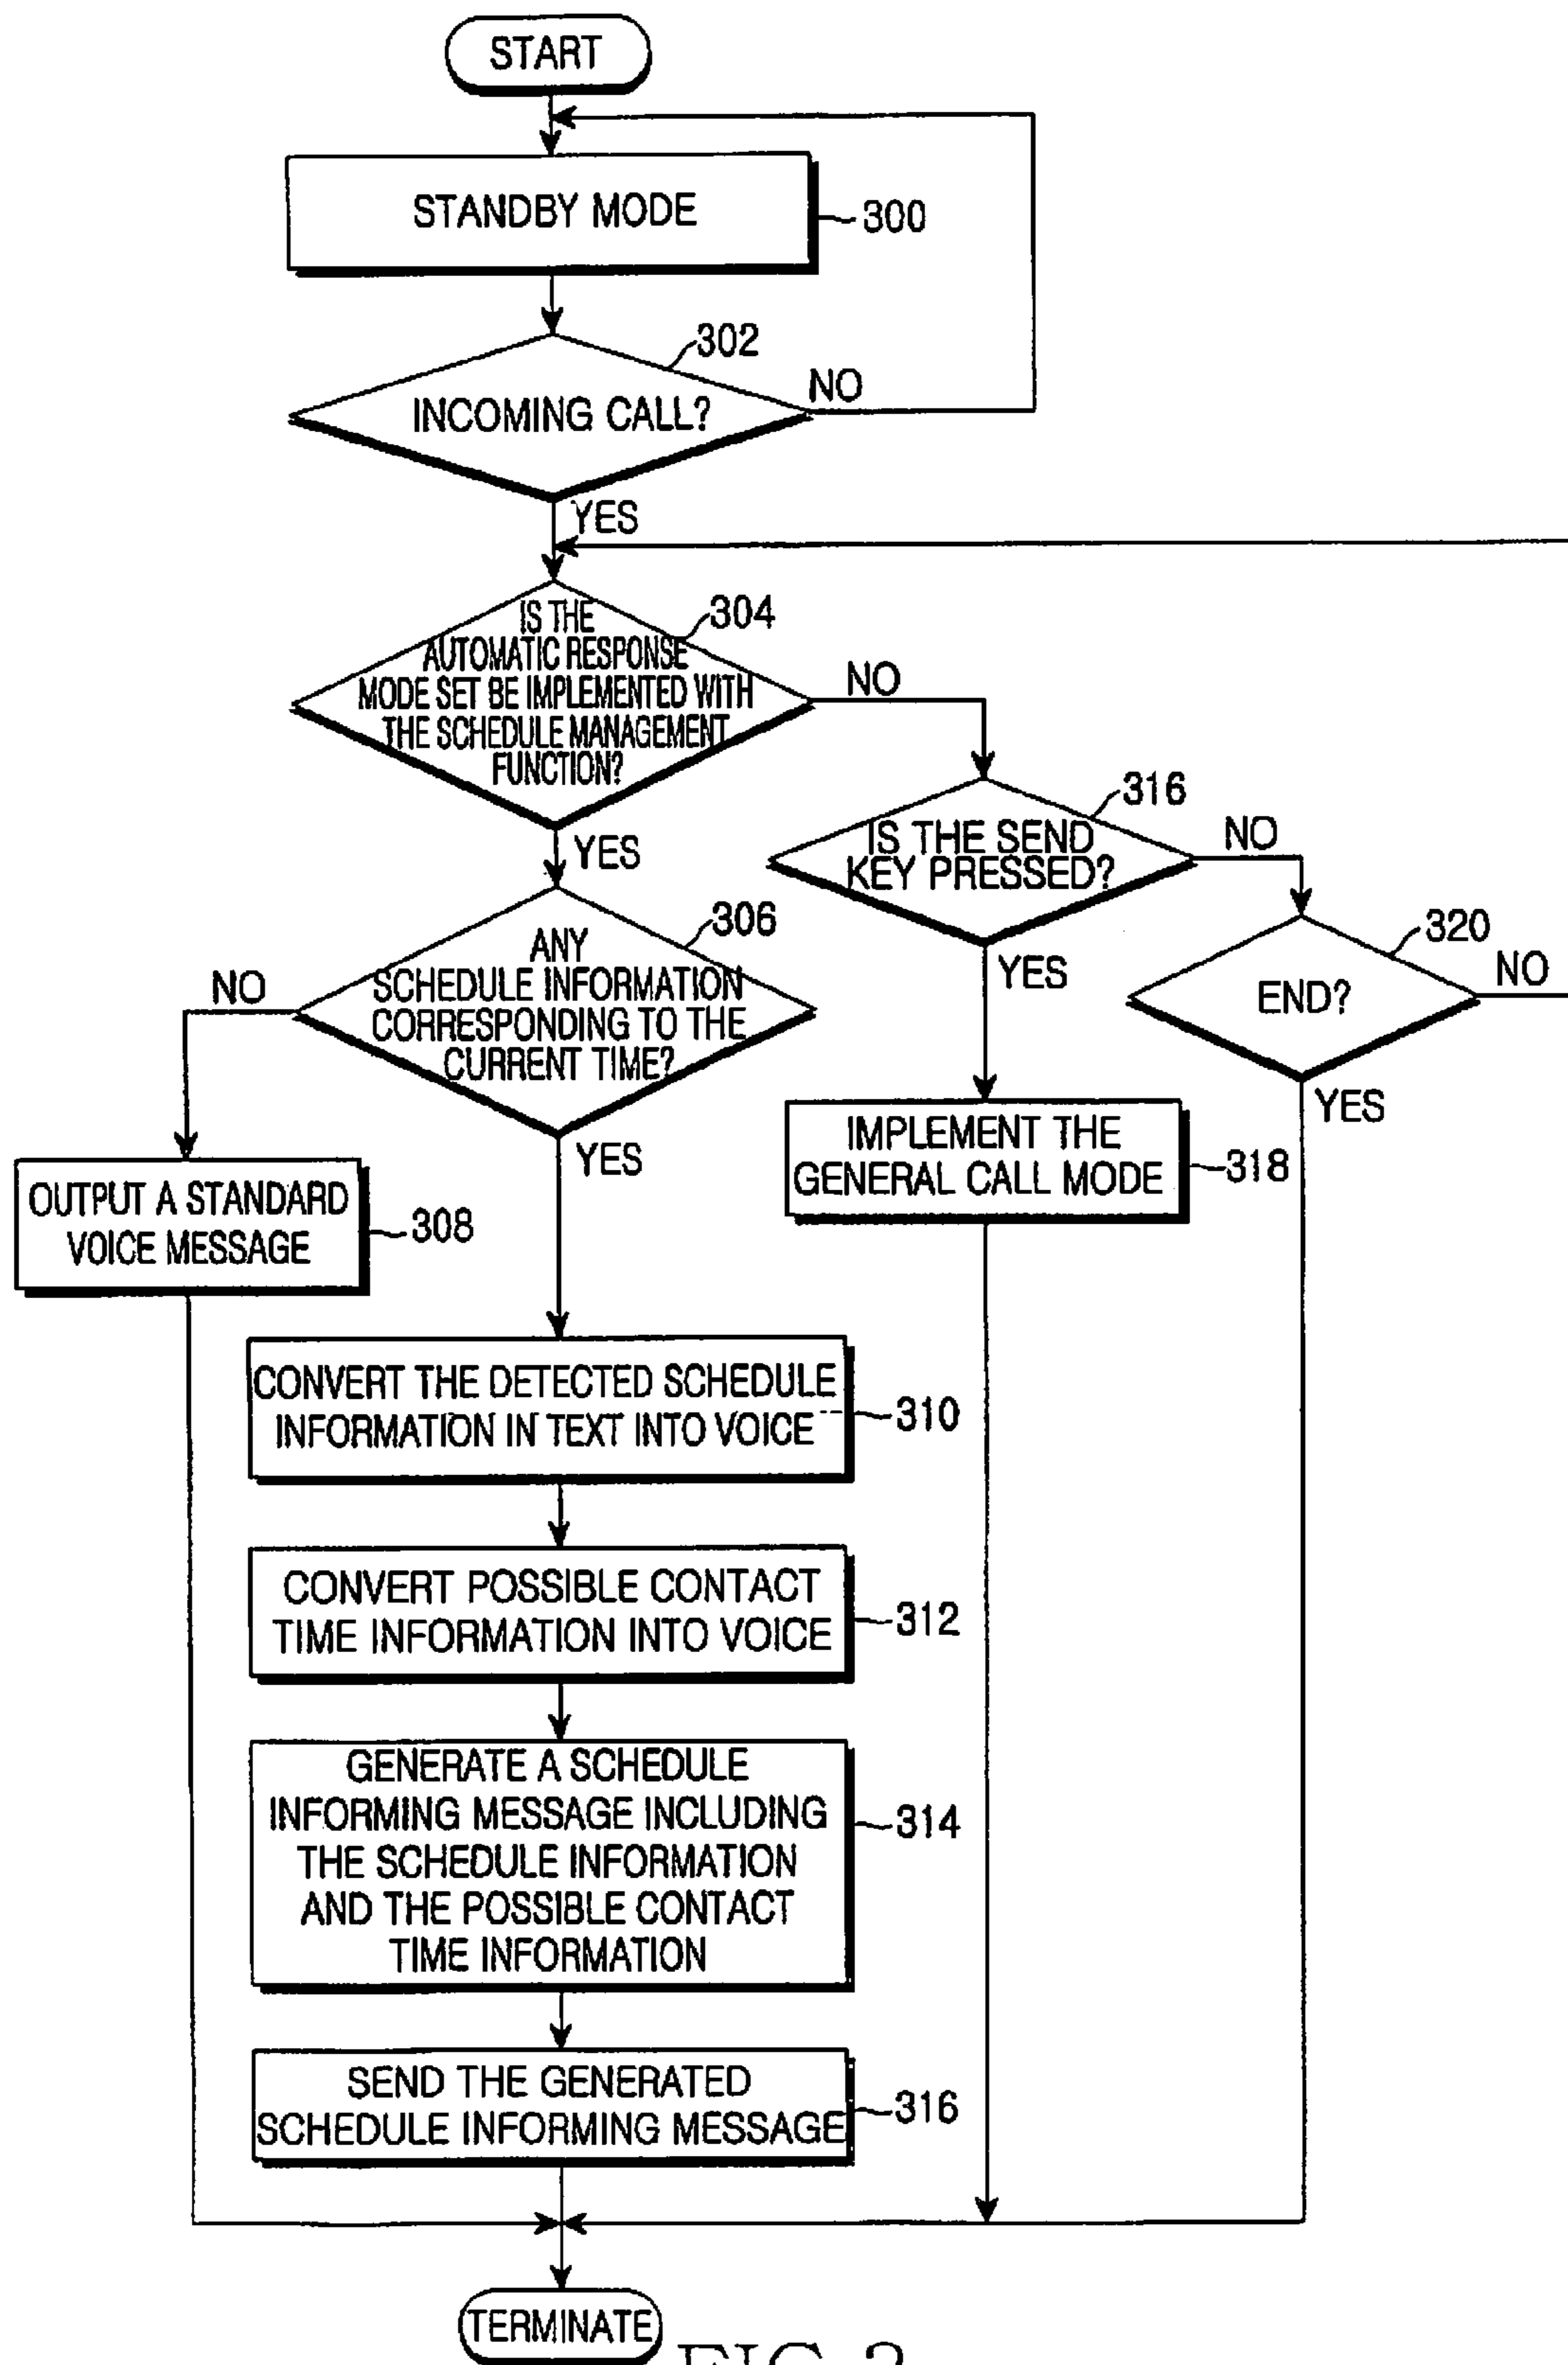 START
STANDBY MODE
300
302
INCOMING CALL?
NO
YES
304
IS THE
AUTOMATIC RESPONSE
MODE SET BE IMPLEMENTED WITH
THE SCHEDULE MANAGEMENT
FUNCTION?
NO
YES
316
IS THE SEND
KEY PRESSED?
NO
YES
320
END?
NO
YES
306
ANY
SCHEDULE INFORMATION
CORRESPONDING TO THE
CURRENT TIME?
NO
YES
IMPLEMENT THE
GENERAL CALL MODE
318
OUTPUT A STANDARD
VOICE MESSAGE
308
CONVERT THE DETECTED SCHEDULE
INFORMATION IN TEXT INTO VOICE
310
CONVERT POSSIBLE CONTACT
TIME INFORMATION INTO VOICE
312
GENERATE A SCHEDULE
INFORMING MESSAGE INCLUDING
THE SCHEDULE INFORMATION
AND THE POSSIBLE CONTACT
TIME INFORMATION
314
SEND THE GENERATED
SCHEDULE INFORMING MESSAGE
316
TERMINATE